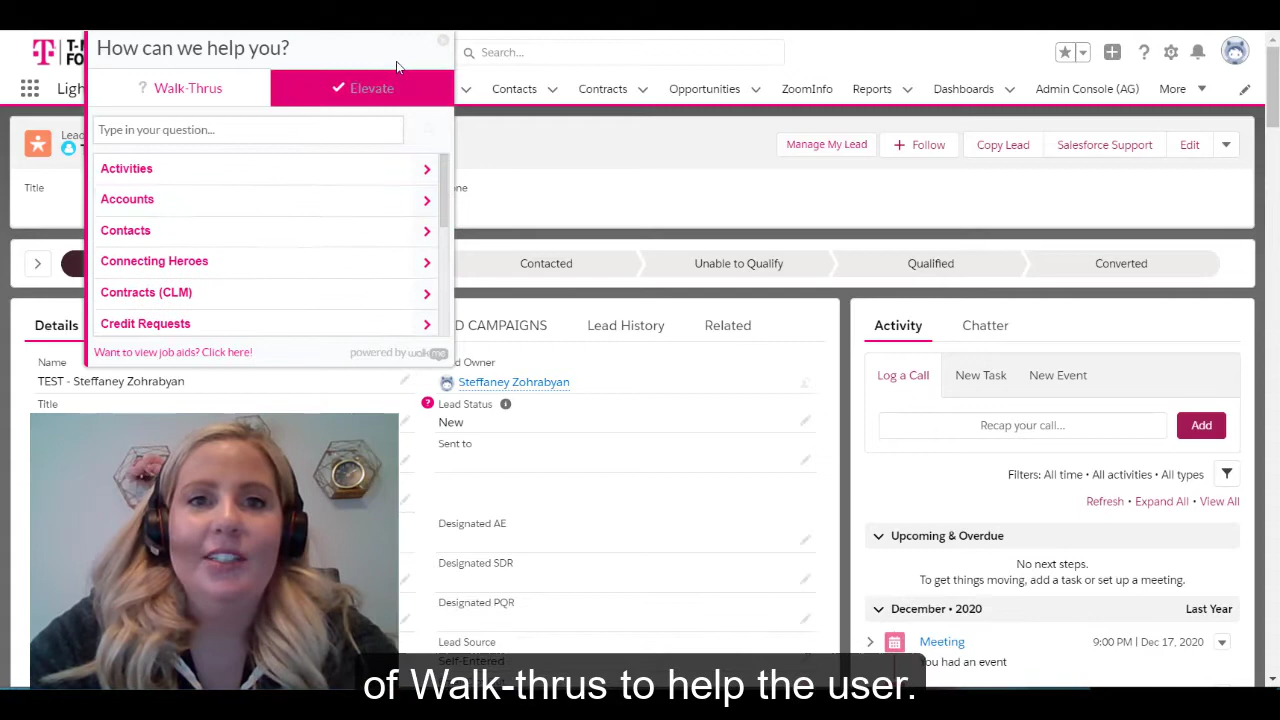 How can we help you?
? Walk-Thrus
Elevate
Type in your question...
Activities
Accounts
Contacts
Connecting Heroes
Contracts (CLM)
Credit Requests
Want to view job aids? Click here!
powered by walkme
Search...
Contacts
Contracts
Opportunities
ZoomInfo
Reports
Dashboards
Admin Console (AG)
More
Manage My Lead
Follow
Copy Lead
Salesforce Support
Edit
Title
Contacted
Unable to Qualify
Qualified
Converted
Details
CAMPAIGNS
Lead History
Related
Name
TEST - Steffaney Zohrabyan
Title
Owner
Steffaney Zohrabyan
? Lead Status
New
Sent to
Designated AE
Designated SDR
Designated PQR
Lead Source
Self-Entered
Activity
Chatter
Log a Call
New Task
New Event
Recap your call...
Add
Filters: All time • All activities • All types
Refresh • Expand All • View All
Upcoming & Overdue
No next steps.
To get things moving, add a task or set up a meeting.
December • 2020
Last Year
Meeting
9:00 PM | Dec 17, 2020
You had an event
of Walk-thrus to help the user.